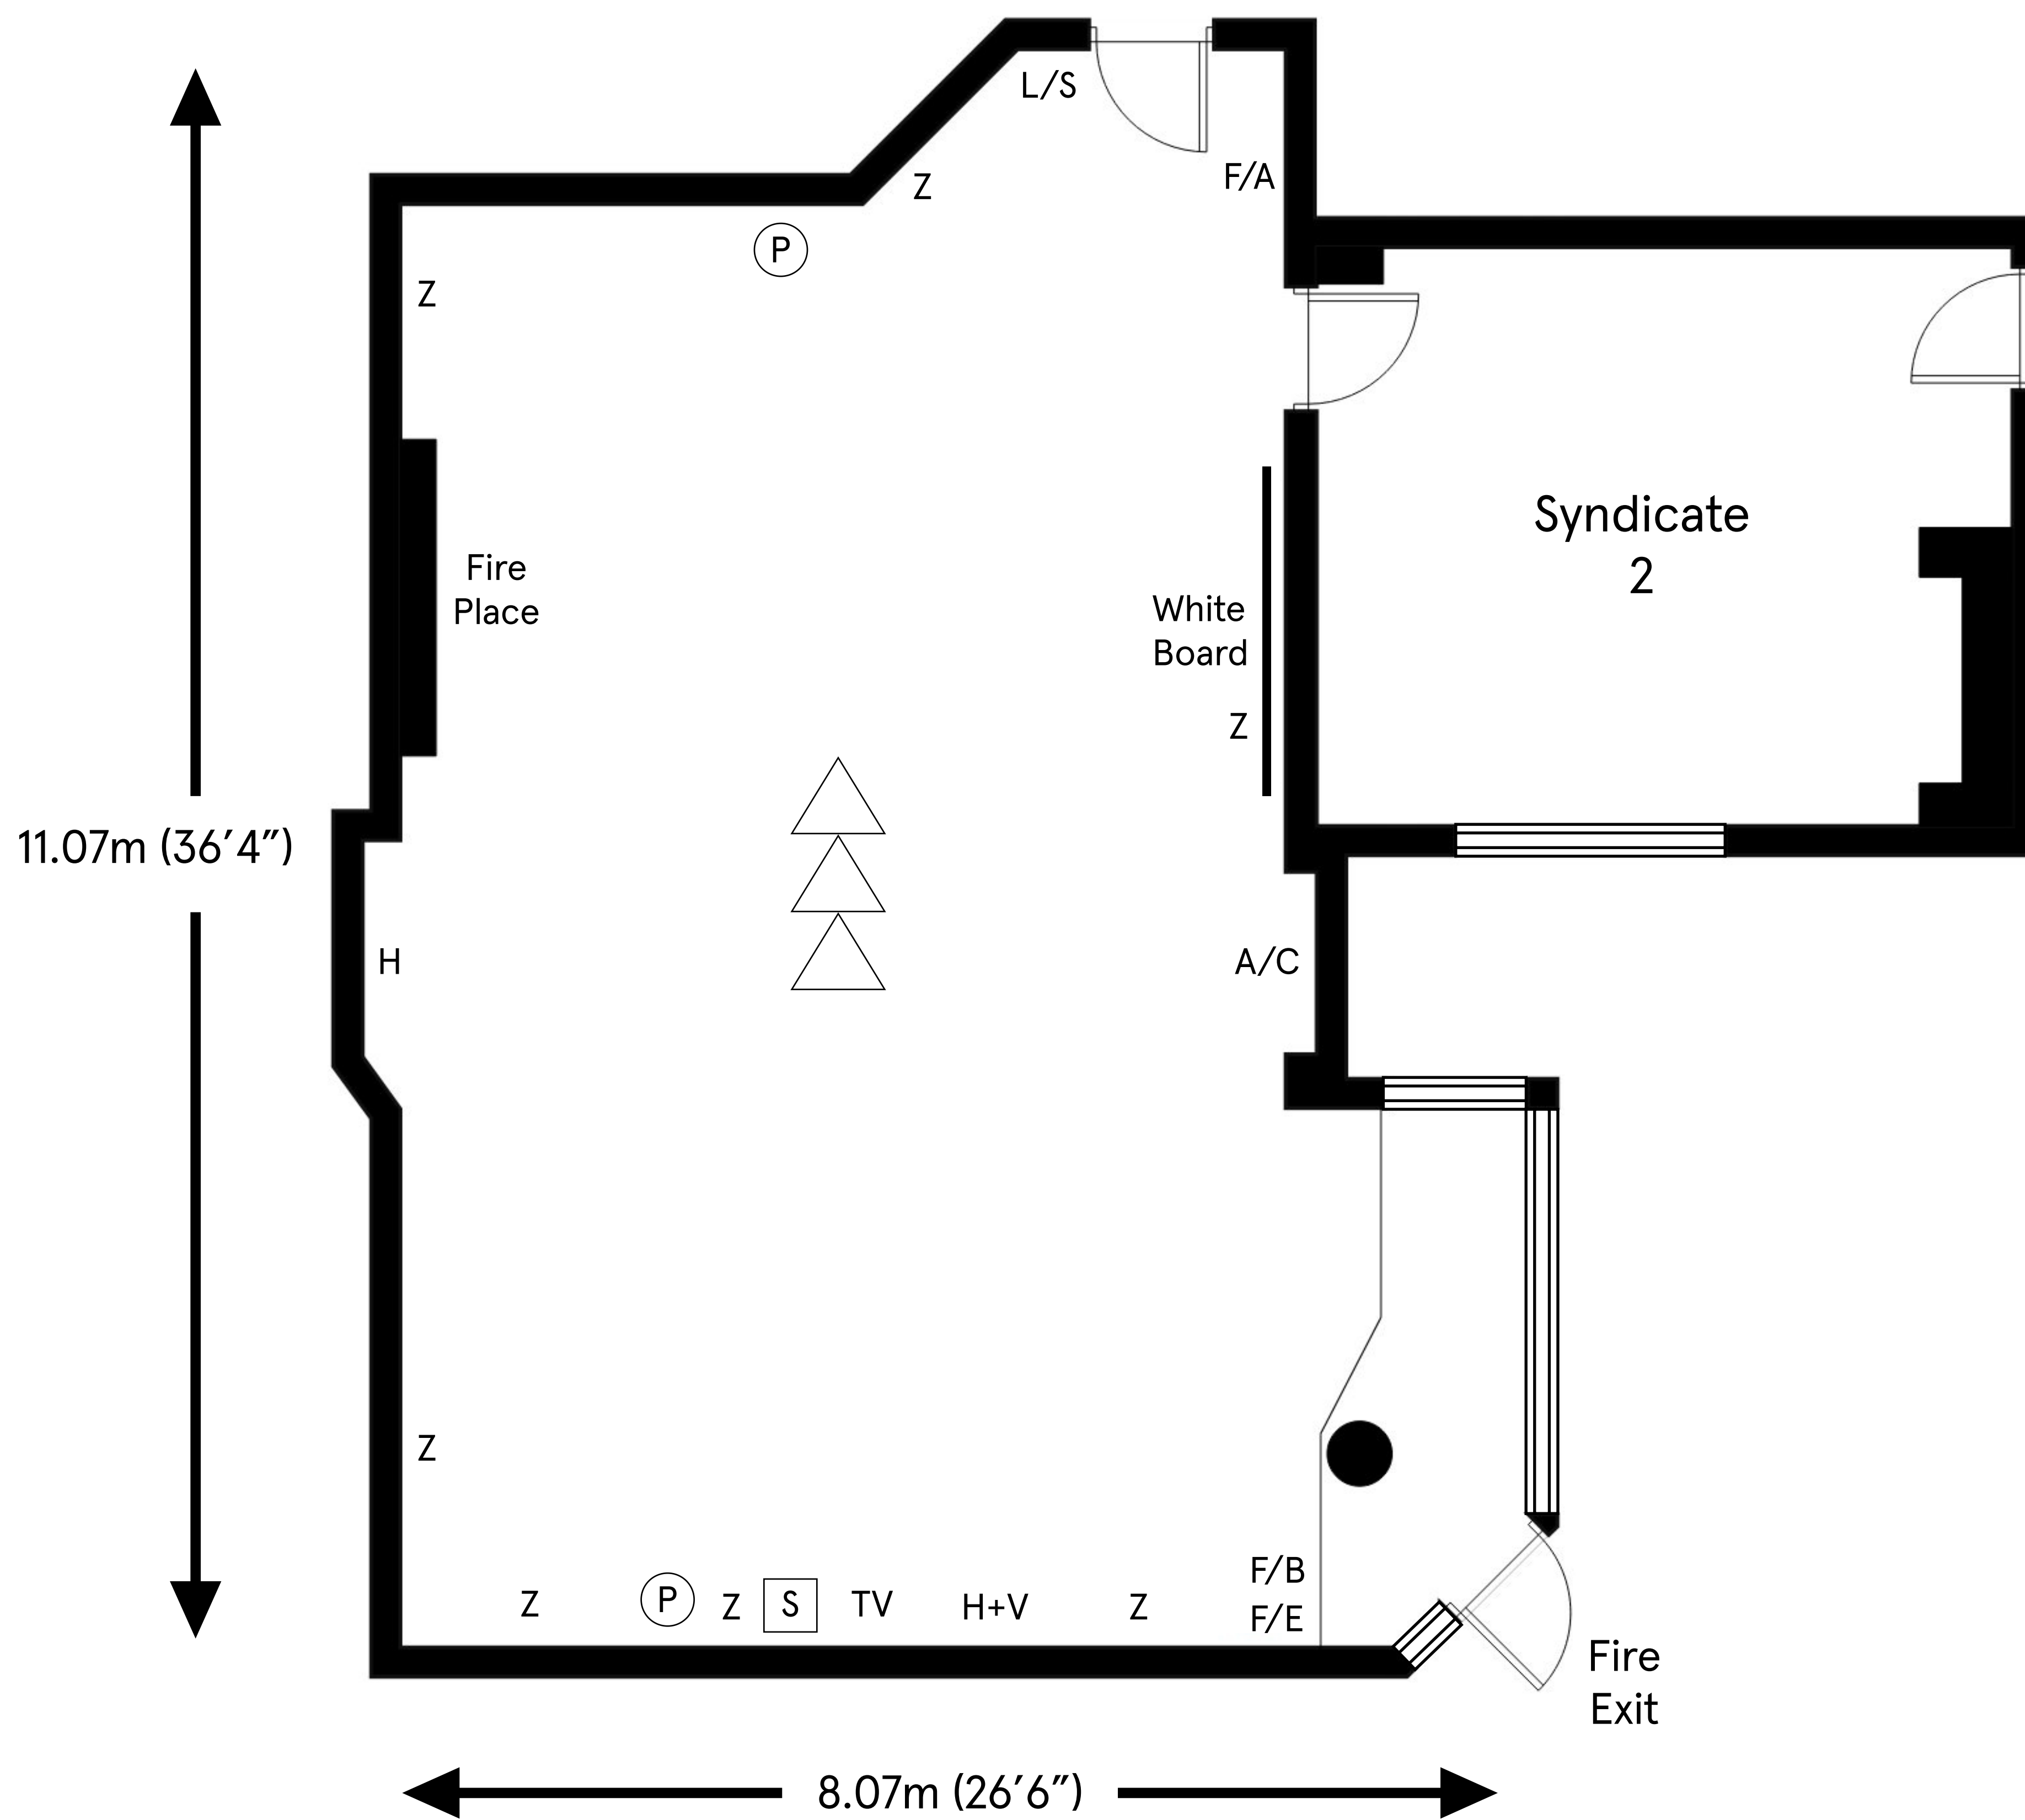 L/S
F/A
Z
P
Z
Syndicate
2
Fire
Place
White
Board
Z
11.07m (36′4″)
H
A/C
Z
F/B
Z
P
Z
S
TV
H+V
Z
F/E
Fire
Exit
8.07m (26′6″)